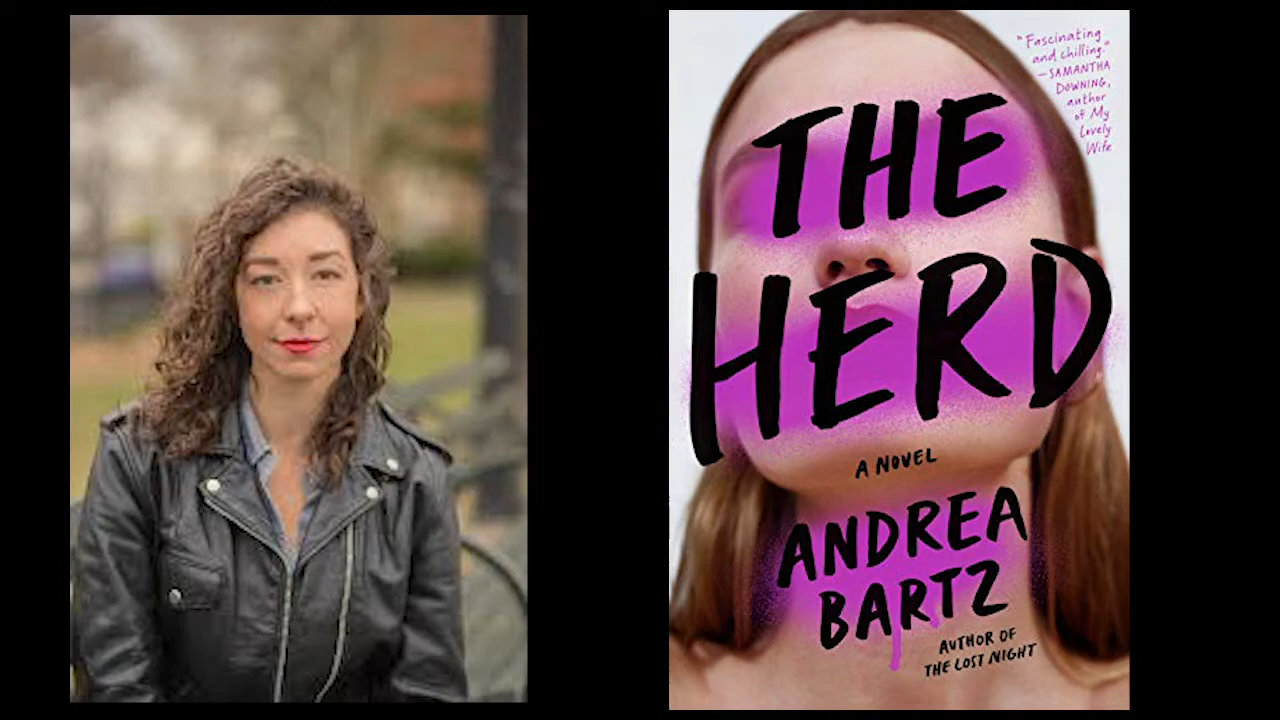 "Fascinating
and chilling."
—SAMANTHA
DOWNING,
author
of My
Lovely
Wife
THE
HERD
A NOVEL
ANDREA
BARTZ
AUTHOR OF
THE LOST NIGHT